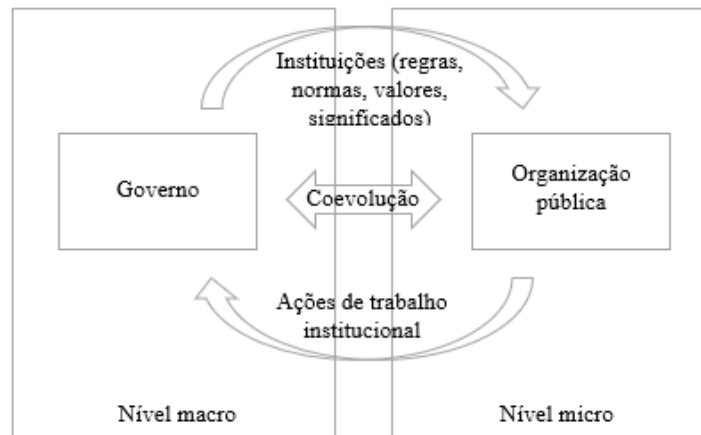 Instituições (regras,
normas, valores,
significados)
Governo
Coevolução
Organização
pública
Ações de trabalho
institucional
Nível macro
Nível micro